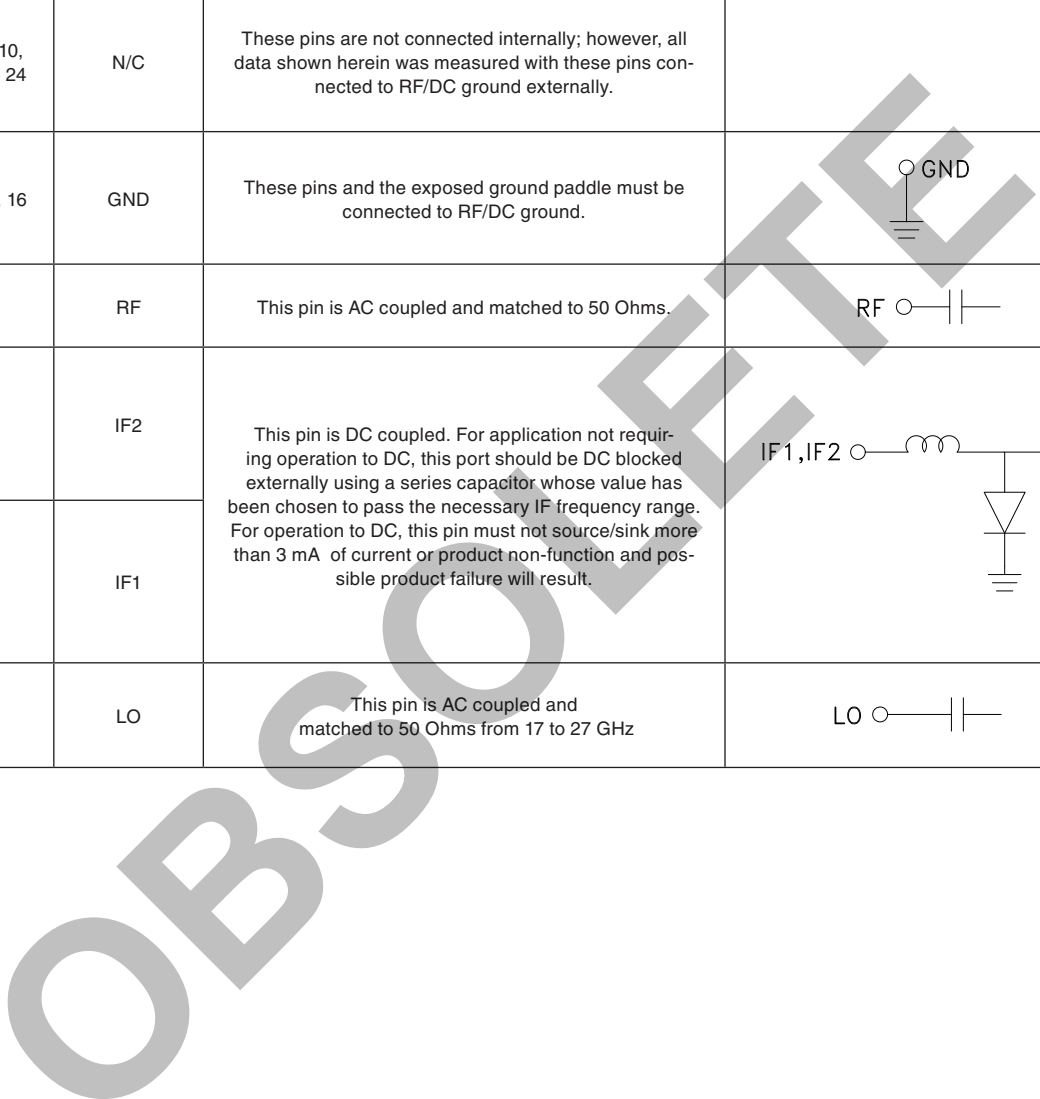 10,
24
N/C
These pins are not connected internally; however, all
data shown herein was measured with these pins con-
nected to RF/DC ground externally.
16
GND
These pins and the exposed ground paddle must be
connected to RF/DC ground.
GND
RF
This pin is AC coupled and matched to 50 Ohms.
RF
IF2
This pin is DC coupled. For application not requir-
ing operation to DC, this port should be DC blocked
externally using a series capacitor whose value has
been chosen to pass the necessary IF frequency range.
For operation to DC, this pin must not source/sink more
than 3 mA  of current or product non-function and pos-
sible product failure will result.
IF1,IF2
IF1
LO
This pin is AC coupled and
matched to 50 Ohms from 17 to 27 GHz
LO
OBSOLETE